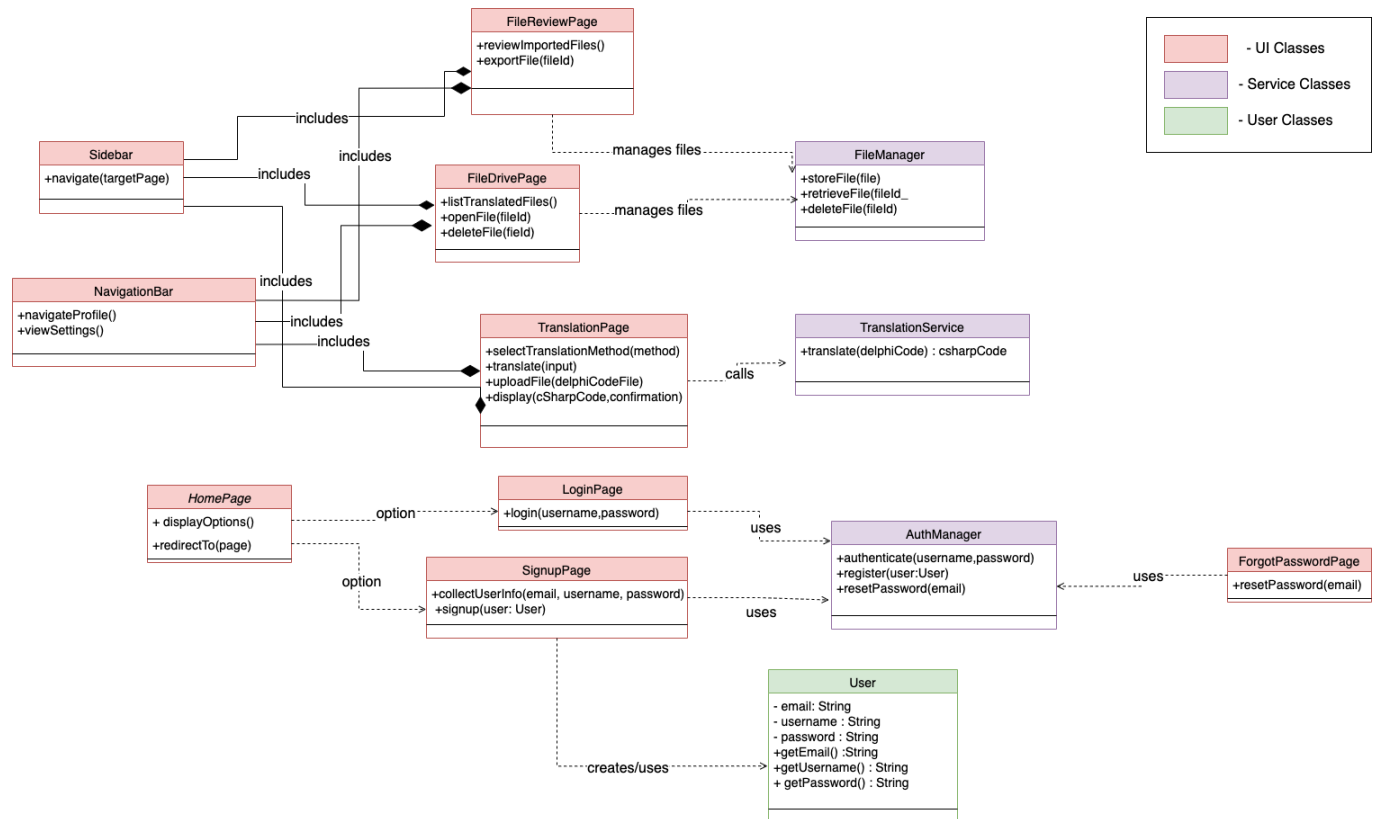 FileReviewPage
+reviewImportedFiles()
+exportFile(fileId)
- UI Classes
- Service Classes
- User Classes
includes
includes
includes
Sidebar
+navigate(targetPage)
manages files
FileManager
+storeFile(file)
+retrieveFile(fileId_
+deleteFile(fileId)
FileDrivePage
+listTranslatedFiles()
+openFile(fileId)
+deleteFile(fieId)
manages files
includes
NavigationBar
+navigateProfile()
+viewSettings()
includes
includes
TranslationPage
+selectTranslationMethod(method)
+translate(input)
+uploadFile(delphiCodeFile)
+display(cSharpCode,confirmation)
calls
TranslationService
+translate(delphiCode) : csharpCode
HomePage
+ displayOptions()
+redirectTo(page)
option
option
LoginPage
+login(username,password)
uses
SignupPage
+collectUserInfo(email, username, password)
+signup(user: User)
uses
AuthManager
+authenticate(username,password)
+register(user:User)
+resetPassword(email)
uses
ForgotPasswordPage
+resetPassword(email)
creates/uses
User
- email: String
- username : String
- password : String
+getEmail() :String
+getUsername() : String
+ getPassword() : String